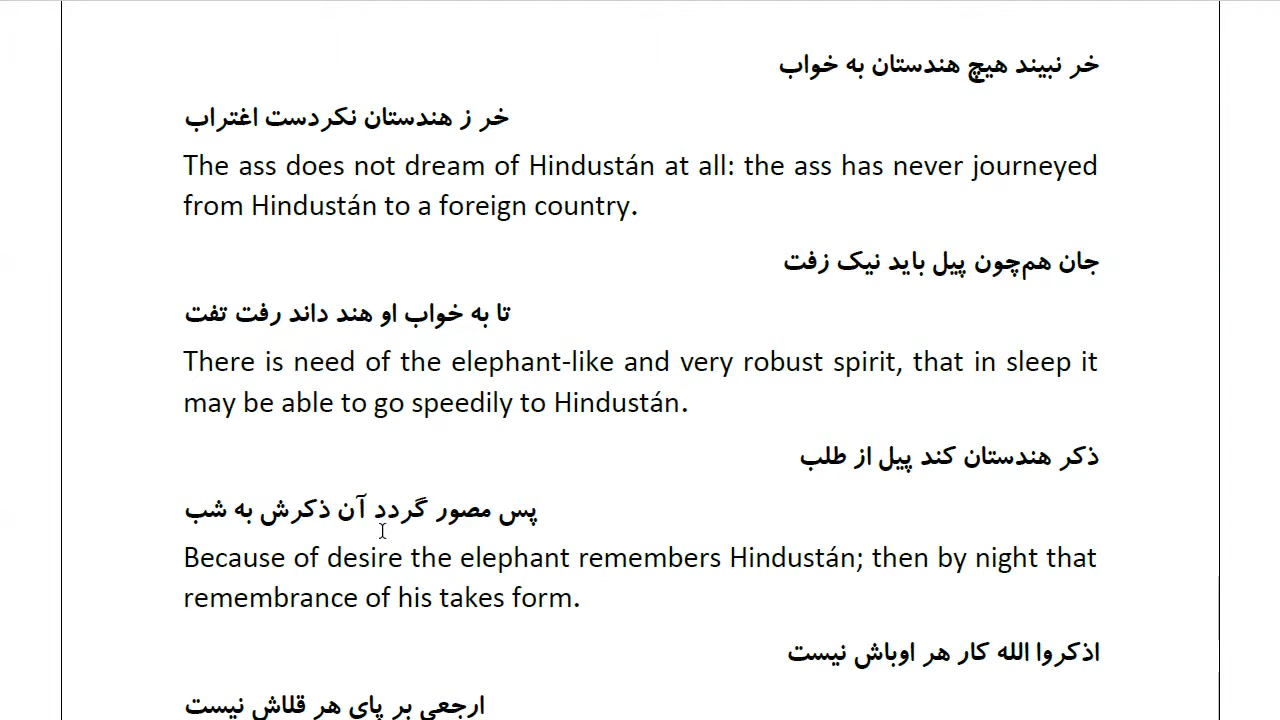 خر نبیند هیچ هندستان به خواب
خر ز هندستان نکردست اغتراب
The ass does not dream of Hindustán at all: the ass has never journeyed
from Hindustán to a foreign country.
جان هم‌چون پیل باید نیک زفت
تا به خواب او هند داند رفت تفت
There is need of the elephant-like and very robust spirit, that in sleep it
may be able to go speedily to Hindustán.
ذکر هندستان کند پیل از طلب
پس مصور گردد آن ذکرش به شب
Because of desire the elephant remembers Hindustán; then by night that
remembrance of his takes form.
اذکروا الله کار هر اوباش نیست
ارجعی بر پای هر قلاش نیست